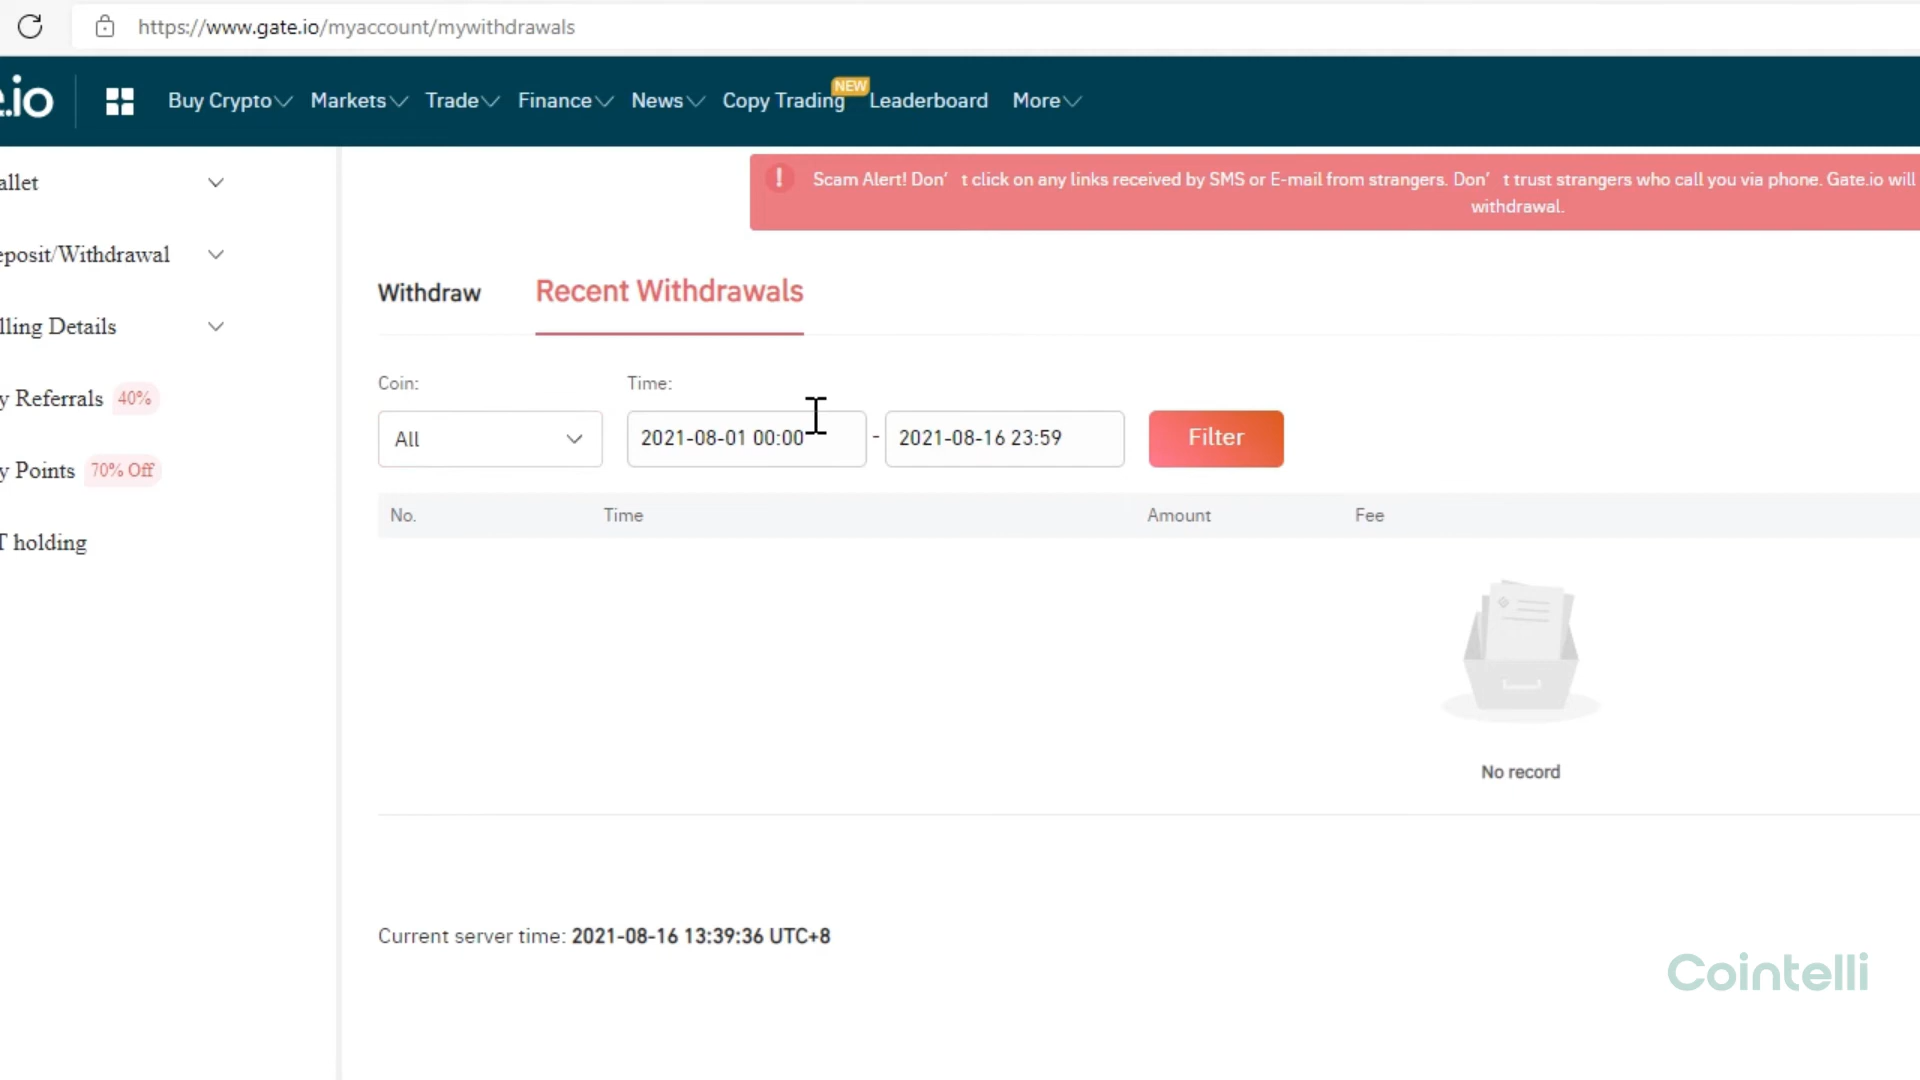 https://www.gate.io/myaccount/mywithdrawals
.io Buy Crypto Markets Trade Finance News Copy Trading NEW Leaderboard More
Scam Alert! Don’ t click on any links received by SMS or E-mail from strangers. Don’ t trust strangers who call you via phone. Gate.io will
withdrawal.
allet
eposit/Withdrawal
lling Details
y Referrals 40%
y Points 70% Off
T holding
Withdraw Recent Withdrawals
Coin: Time:
All 2021-08-01 00:00 - 2021-08-16 23:59 Filter
No. Time Amount Fee
No record
Current server time: 2021-08-16 13:39:36 UTC+8
Cointelli